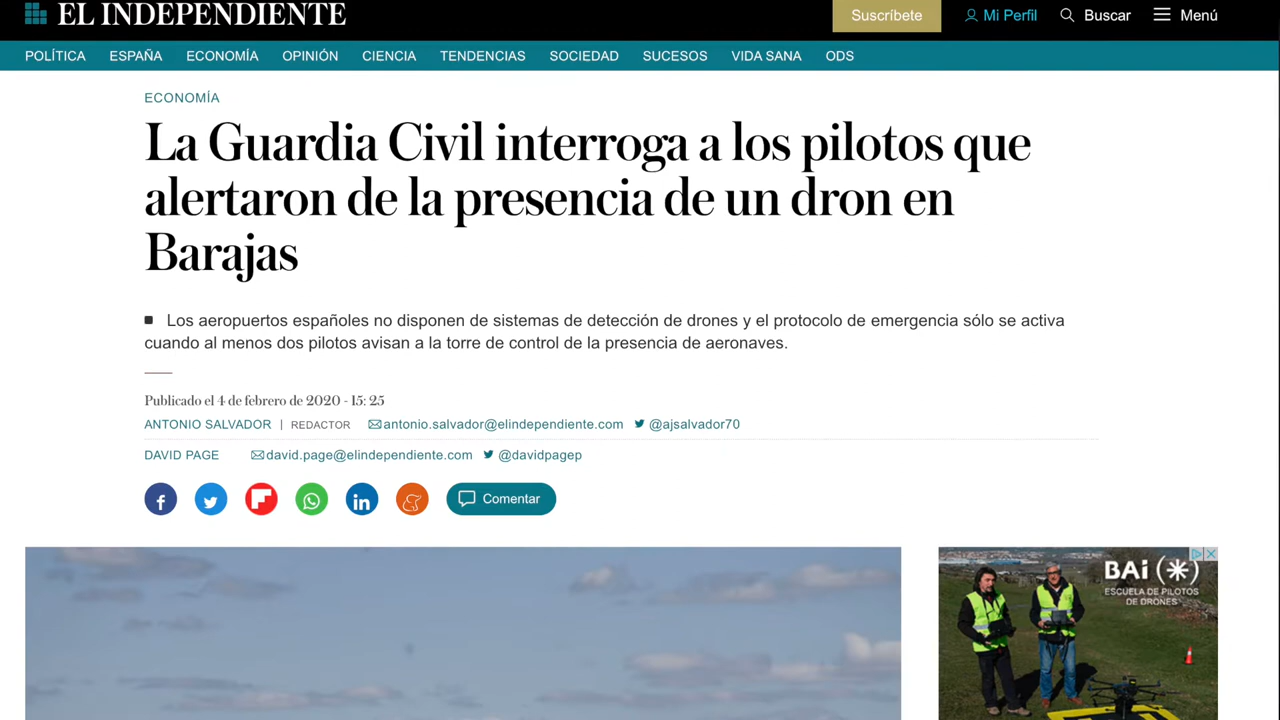 EL INDEPENDIENTE
Suscríbete
Mi Perfil
Buscar
Menú
POLÍTICA ESPAÑA ECONOMÍA OPINIÓN CIENCIA TENDENCIAS SOCIEDAD SUCESOS VIDA SANA ODS
ECONOMÍA
La Guardia Civil interroga a los pilotos que
alertaron de la presencia de un dron en
Barajas
Los aeropuertos españoles no disponen de sistemas de detección de drones y el protocolo de emergencia sólo se activa
cuando al menos dos pilotos avisan a la torre de control de la presencia de aeronaves.
Publicado el 4 de febrero de 2020 - 15: 25
ANTONIO SALVADOR | REDACTOR antonio.salvador@elindependiente.com @ajsalvador70
DAVID PAGE david.page@elindependiente.com @davidpagep
Comentar
BAi
ESCUELA DE PILOTOS
DE DRONES